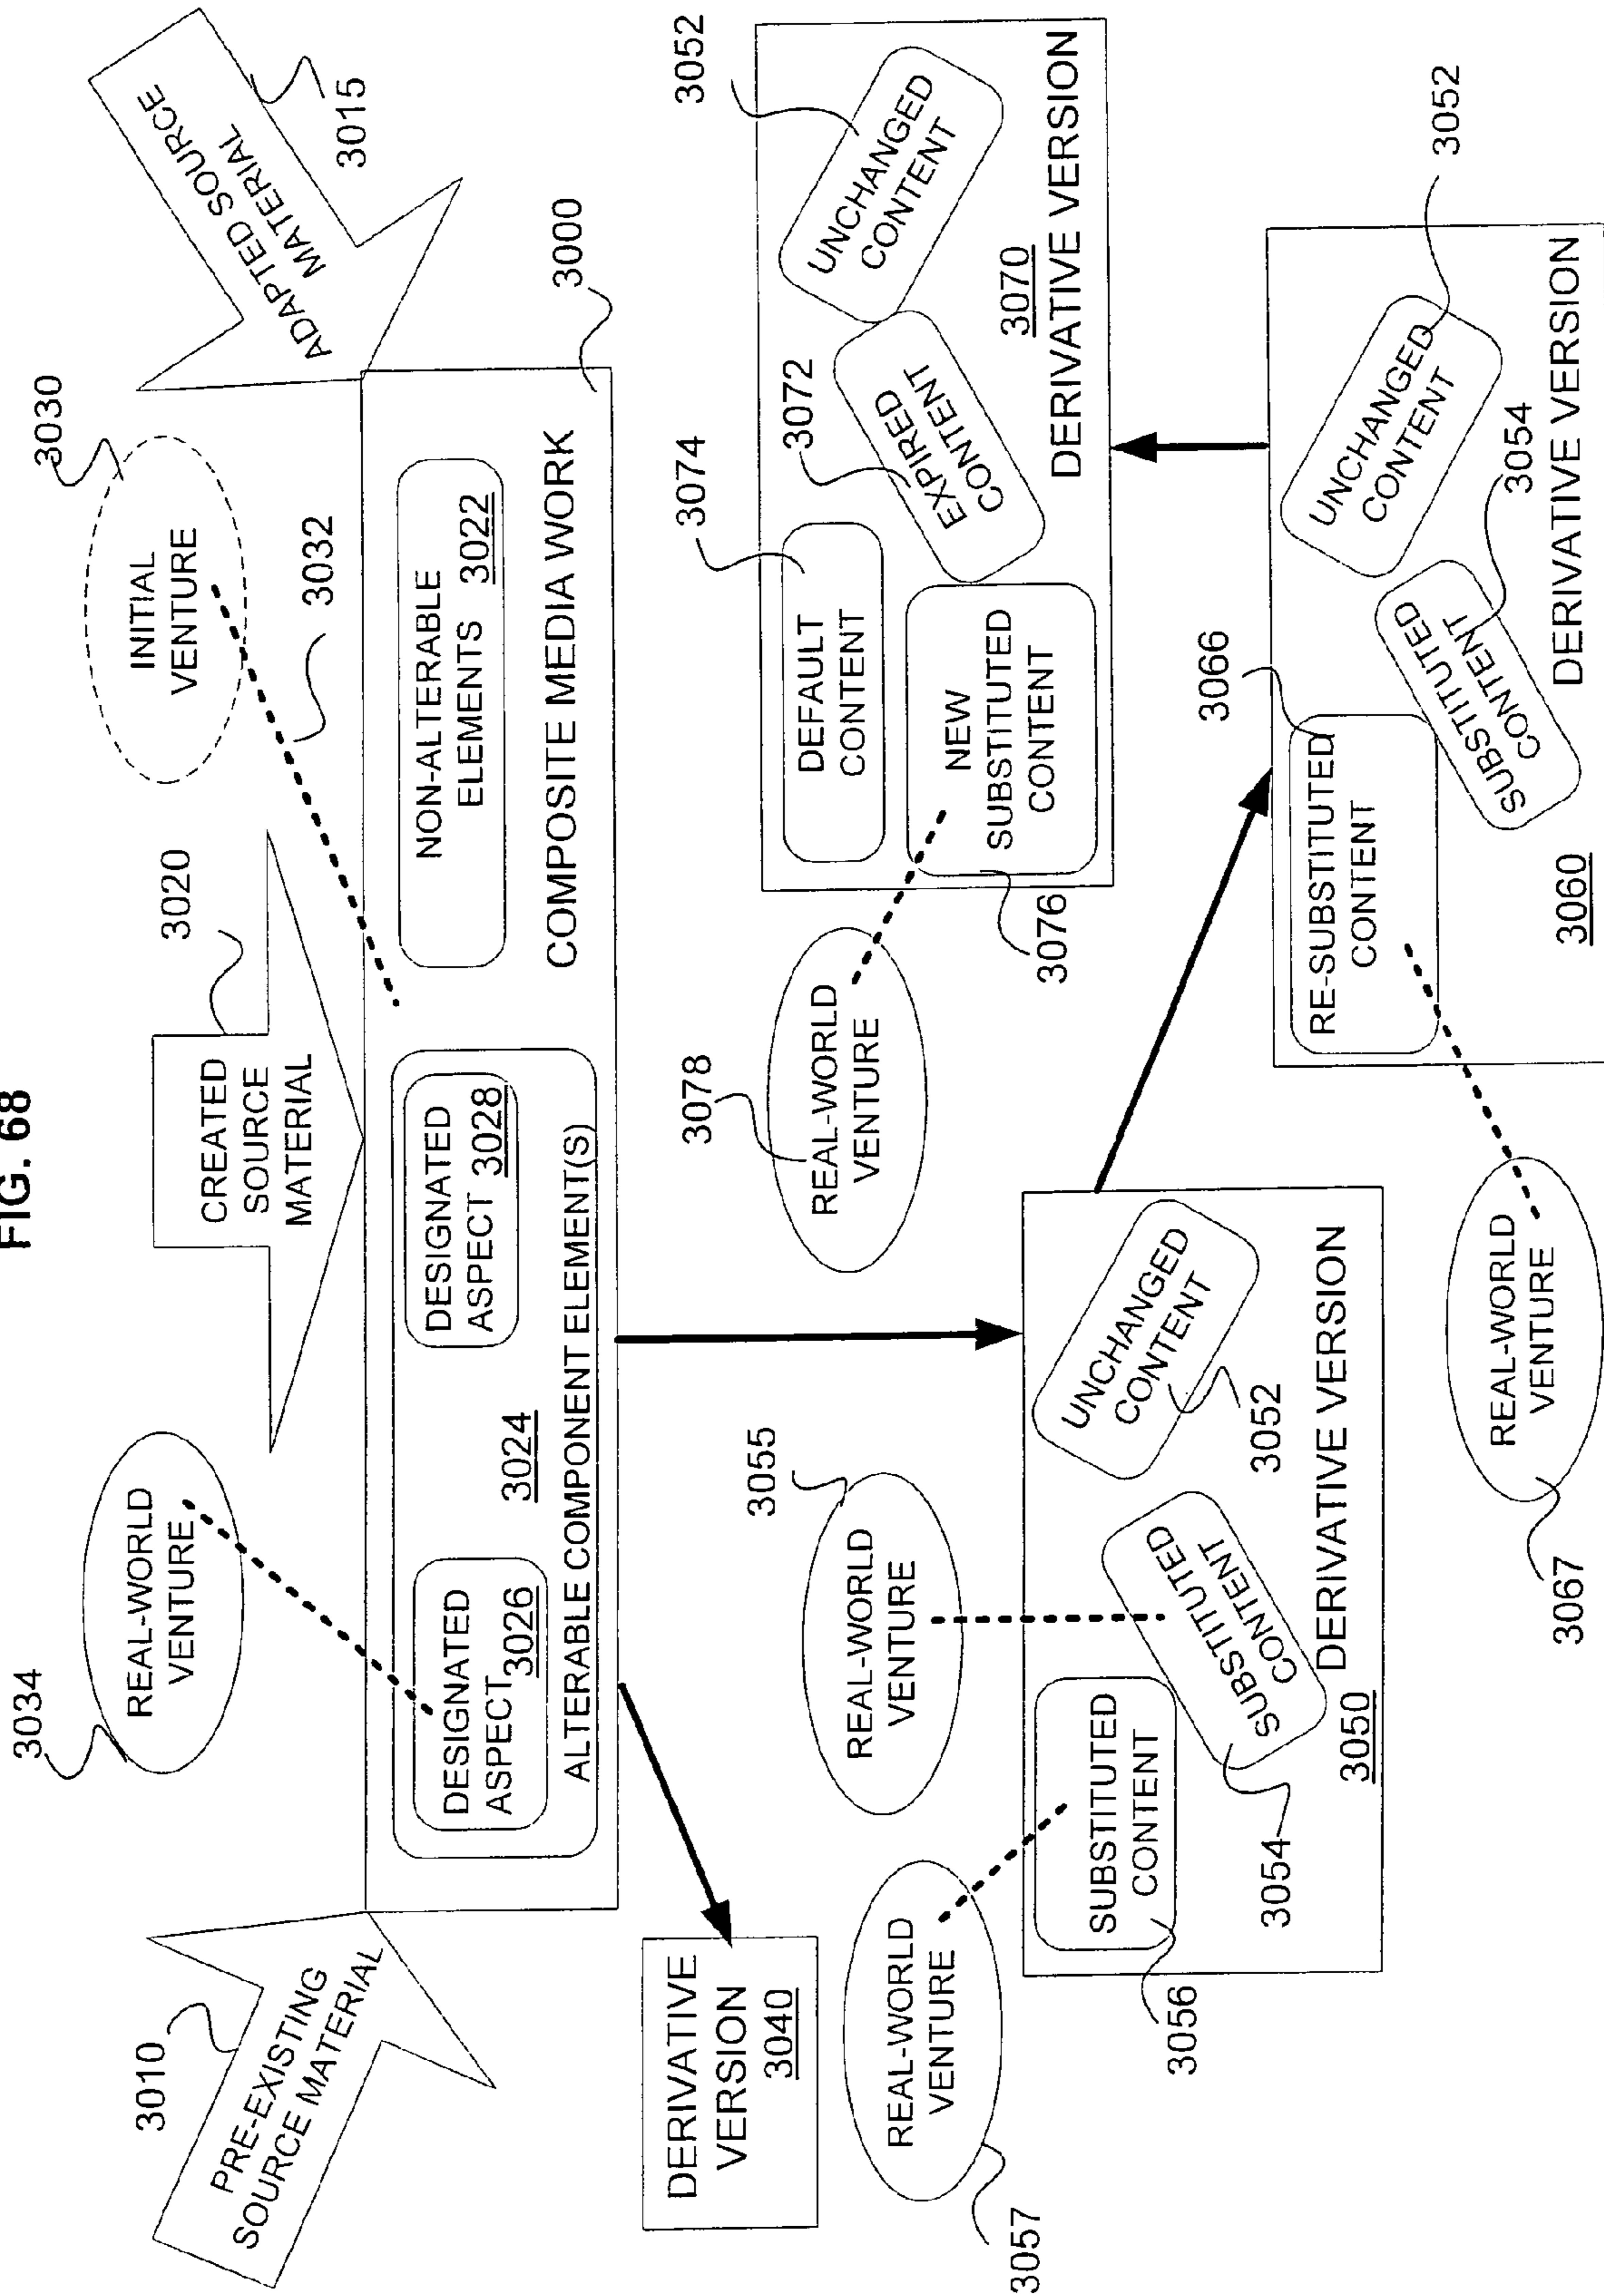 FIG. 68
3010
PRE-EXISTING
SOURCE MATERIAL
3034
REAL-WORLD
VENTURE
3020
CREATED
SOURCE
MATERIAL
3030
INITIAL
VENTURE
3032
ADAPTED SOURCE
MATERIAL
3015
3000
DESIGNATED
ASPECT
3026
3024
DESIGNATED
ASPECT 3028
ALTERABLE COMPONENT ELEMENT(S)
NON-ALTERABLE
ELEMENTS 3022
COMPOSITE MEDIA WORK
DERIVATIVE
VERSION
3040
3057
REAL-WORLD
VENTURE
3055
REAL-WORLD
VENTURE
3056
SUBSTITUTED
CONTENT
3054
SUBSTITUTED
CONTENT
3052
UNCHANGED
CONTENT
3050
DERIVATIVE VERSION
3078
REAL-WORLD
VENTURE
3076
3074
DEFAULT
CONTENT
NEW
SUBSTITUTED
CONTENT
3072
EXPIRED
CONTENT
3052
UNCHANGED
CONTENT
3070
DERIVATIVE VERSION
3067
REAL-WORLD
VENTURE
3066
RE-SUBSTITUTED
CONTENT
SUBSTITUTED
CONTENT
3054
UNCHANGED
CONTENT
3052
3060
DERIVATIVE VERSION